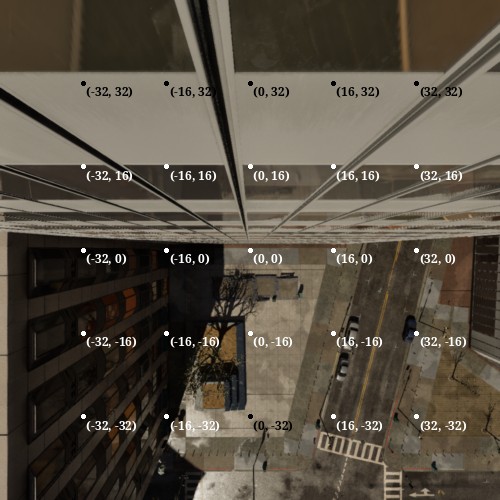 (-32, 32) (-16, 32) (0, 32) (16, 32) (32, 32)
(-32, 16) (-16, 16) (0, 16) (16, 16) (32, 16)
(-32, 0) (-16, 0) (0, 0) (16, 0) (32, 0)
(-32, -16) (-16, -16) (0, -16) (16, -16) (32, -16)
(-32, -32) (-16, -32) (0, -32) (16, -32) (32, -32)